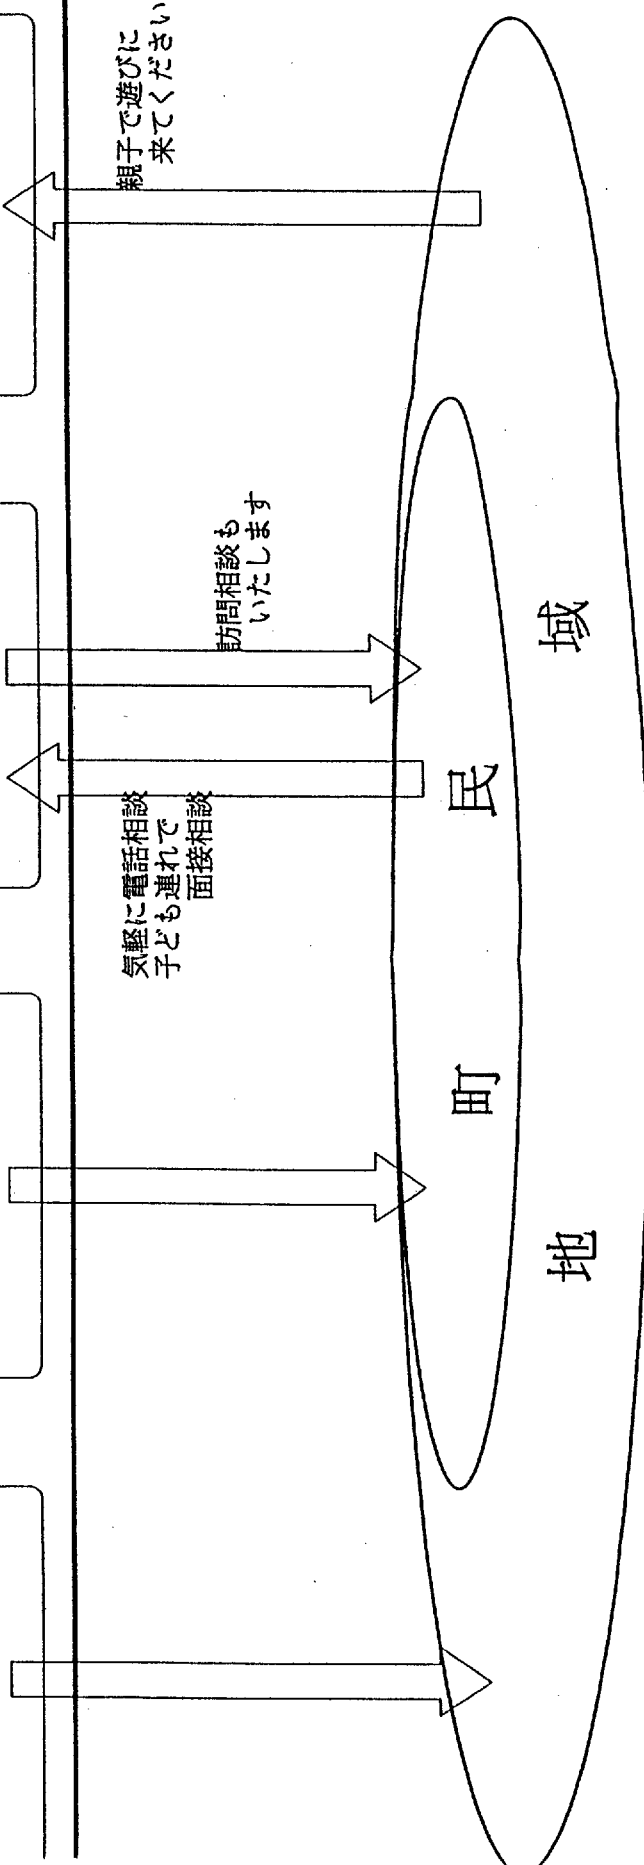 親子で遊びに
来てください
訪問相談も
いたします
気軽に電話相談
子ども連れで
面接相談
町民
地域